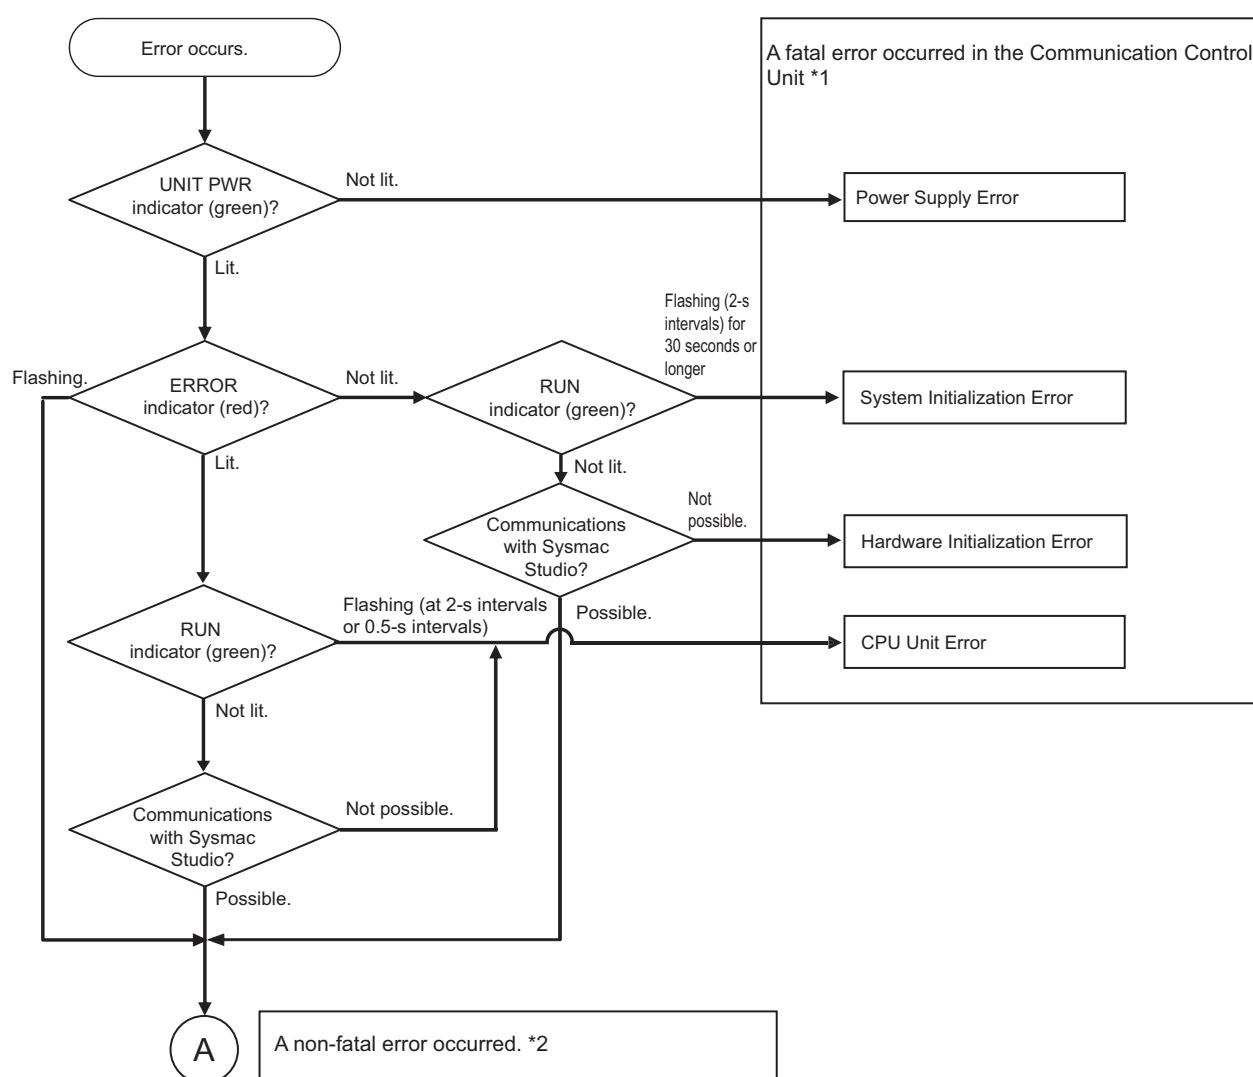 Error occurs.
A fatal error occurred in the Communication Control
Unit *1
UNIT PWR
indicator (green)?
Not lit.
Power Supply Error
Lit.
Flashing (2-s
intervals) for
30 seconds or
longer
Flashing.
ERROR
indicator (red)?
Not lit.
RUN
indicator (green)?
System Initialization Error
Lit.
Not lit.
Communications
with Sysmac
Studio?
Not
possible.
Hardware Initialization Error
Possible.
RUN
indicator (green)?
Flashing (at 2-s intervals
or 0.5-s intervals)
CPU Unit Error
Not lit.
Communications
with Sysmac
Studio?
Not possible.
Possible.
A
A non-fatal error occurred. *2